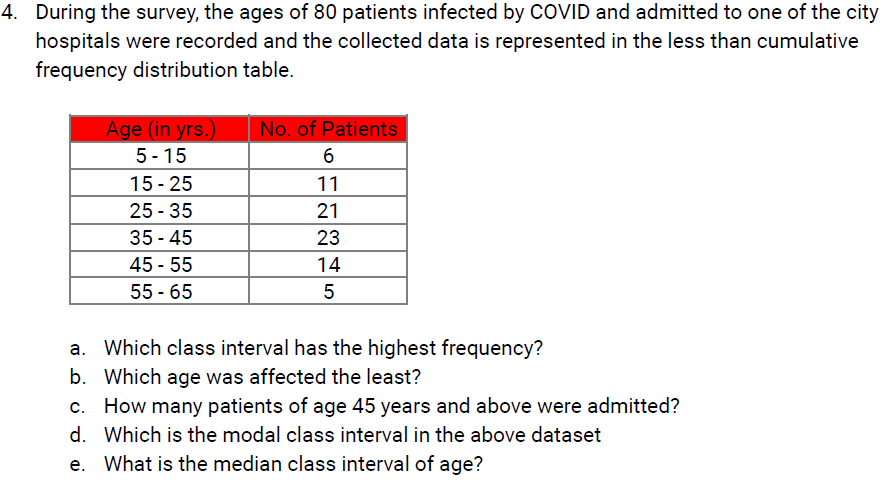 4. During the survey, the ages of 80 patients infected by COVID and admitted to one of the city
hospitals were recorded and the collected data is represented in the less than cumulative
frequency distribution table.
Age (in yrs.) No. of Patients
5 - 15 6
15 - 25 11
25 - 35 21
35 - 45 23
45 - 55 14
55 - 65 5
a. Which class interval has the highest frequency?
b. Which age was affected the least?
c. How many patients of age 45 years and above were admitted?
d. Which is the modal class interval in the above dataset
e. What is the median class interval of age?